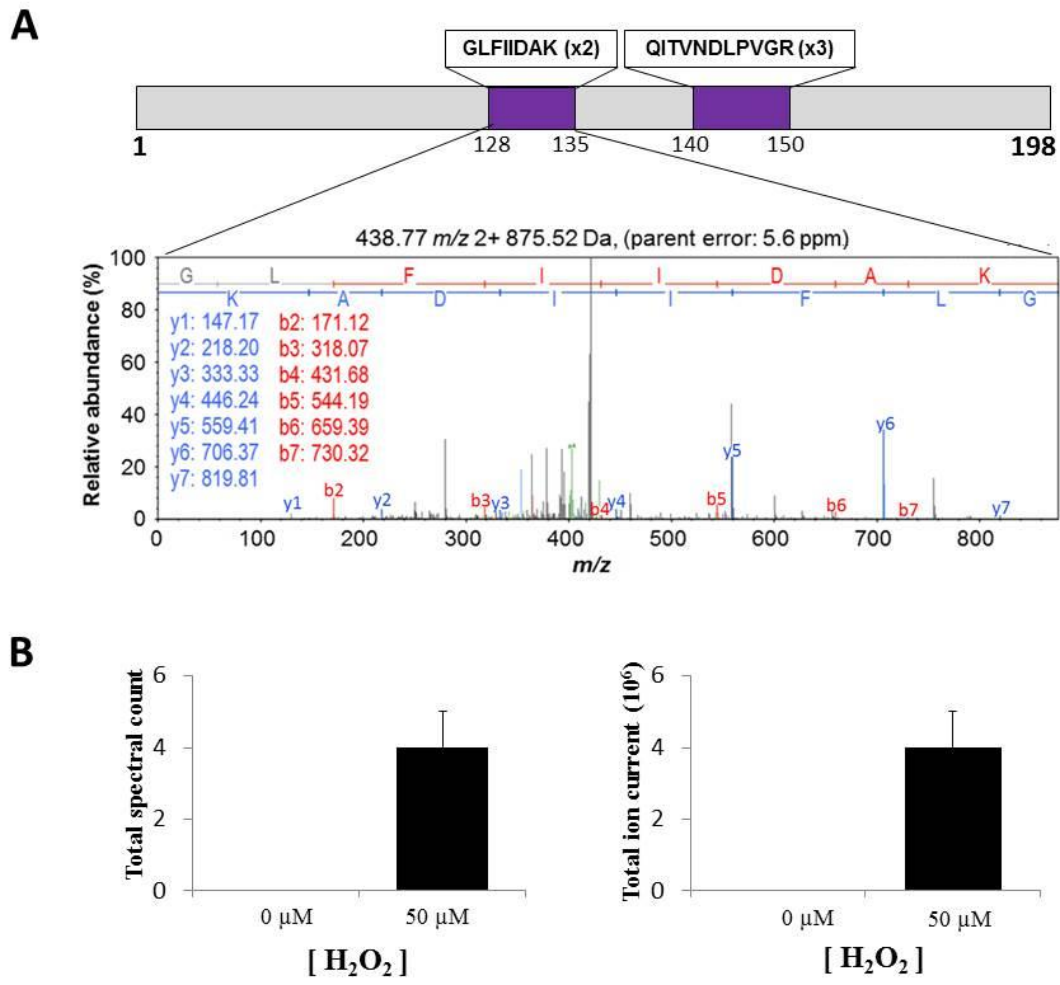 A
GLFIIDAK (x2) QITVNDLPVGR (x3)
1 128 135 140 150 198
438.77 m/z 2+ 875.52 Da, (parent error: 5.6 ppm)
Relative abundance (%)
100
80
60
40
20
0
G L F I I D A K
K A D I I F L G
y1: 147.17 b2: 171.12
y2: 218.20 b3: 318.07
y3: 333.33 b4: 431.68
y4: 446.24 b5: 544.19
y5: 559.41 b6: 659.39
y6: 706.37 b7: 730.32
y7: 819.81
y1 b2 y2 b3 y3 b4 y4 b5 y5 b6 y6 b7 y7
0 100 200 300 400 500 600 700 800
m/z
B
Total spectral count
6
4
2
0
0 µM 50 µM
[ H₂O₂ ]
Total ion current (10⁶)
6
4
2
0
0 µM 50 µM
[ H₂O₂ ]